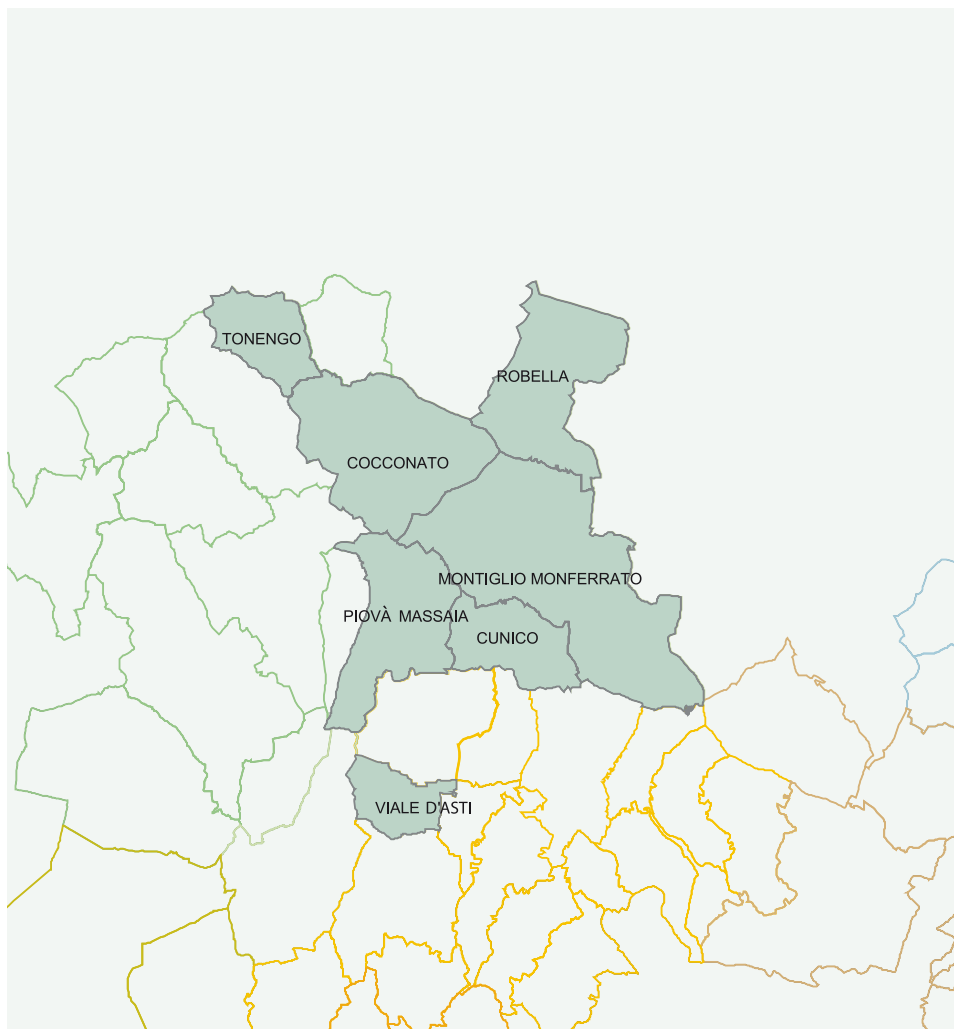 TONENGO
ROBELLA
COCCONATO
MONTIGLIO MONFERRATO
PIOVÀ MASSAIA
CUNICO
VIALE D'ASTI